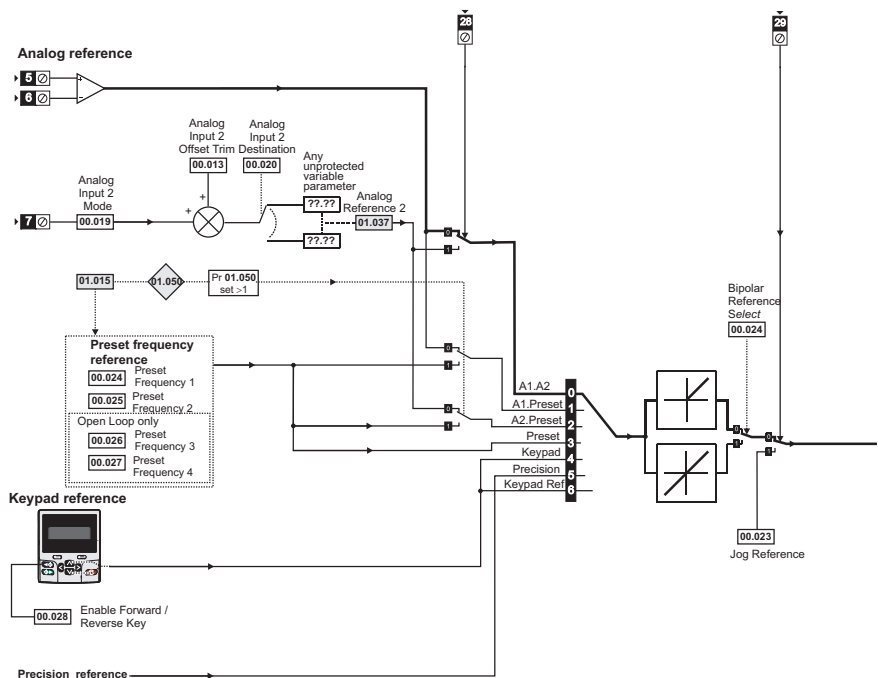 28
29
Analog reference
5
+
6
–
Analog
Input 2
Offset Trim
00.013
Analog
Input 2
Destination
00.020
Any
unprotected
variable
parameter
??.??
??.??
Analog
Input 2
Mode
7
00.019
+
+
Analog
Reference 2
01.037
0
1
01.015
01.050
Pr 01.050
set >1
Preset frequency
reference
00.024 Preset
Frequency 1
00.025 Preset
Frequency 2
Open Loop only
00.026 Preset
Frequency 3
00.027 Preset
Frequency 4
0
1
0
1
A1.A2 0
A1.Preset 1
A2.Preset 2
Preset 3
Keypad 4
Precision 5
Keypad Ref 6
Bipolar
Reference
Select
00.024
0
1
0
1
00.023
Jog Reference
Keypad reference
00.028 Enable Forward /
Reverse Key
Precision reference